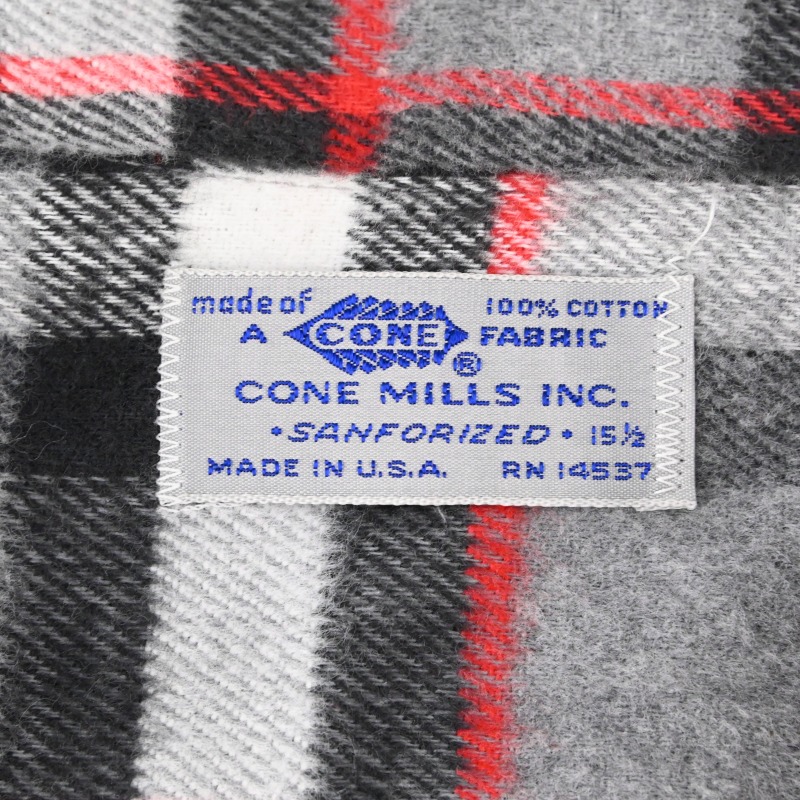 made of 100% COTTON
A CONE FABRIC
®
CONE MILLS INC.
• SANFORIZED • 15½
MADE IN U.S.A. RN 14537